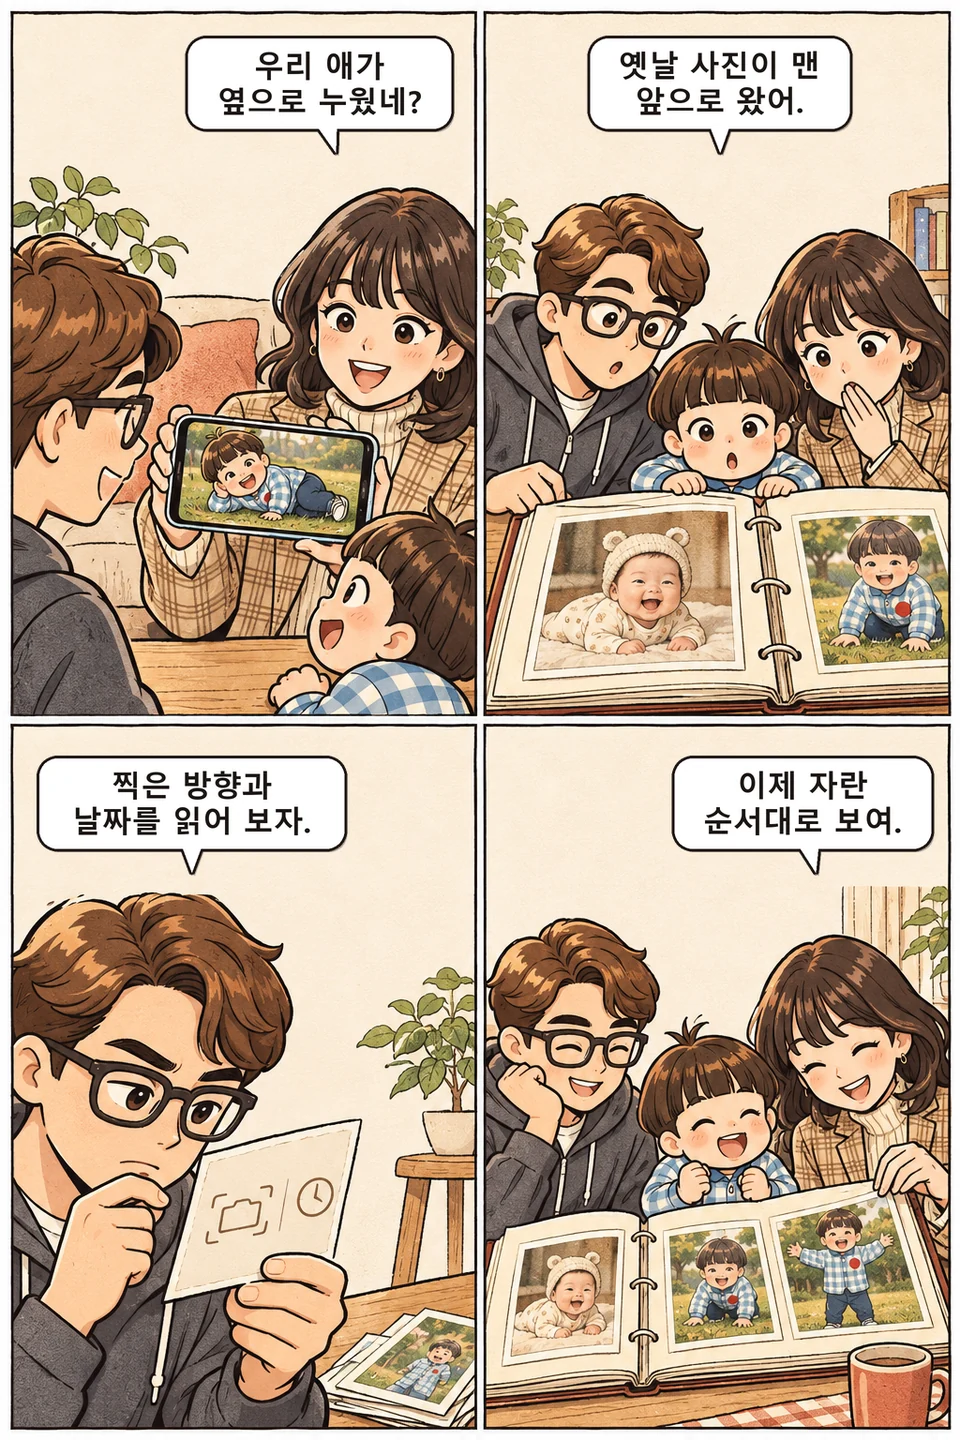 우리 애가
옆으로 누웠네?
옛날 사진이 맨
앞으로 왔어.
찍은 방향과
날짜를 읽어 보자.
이제 자란
순서대로 보여.